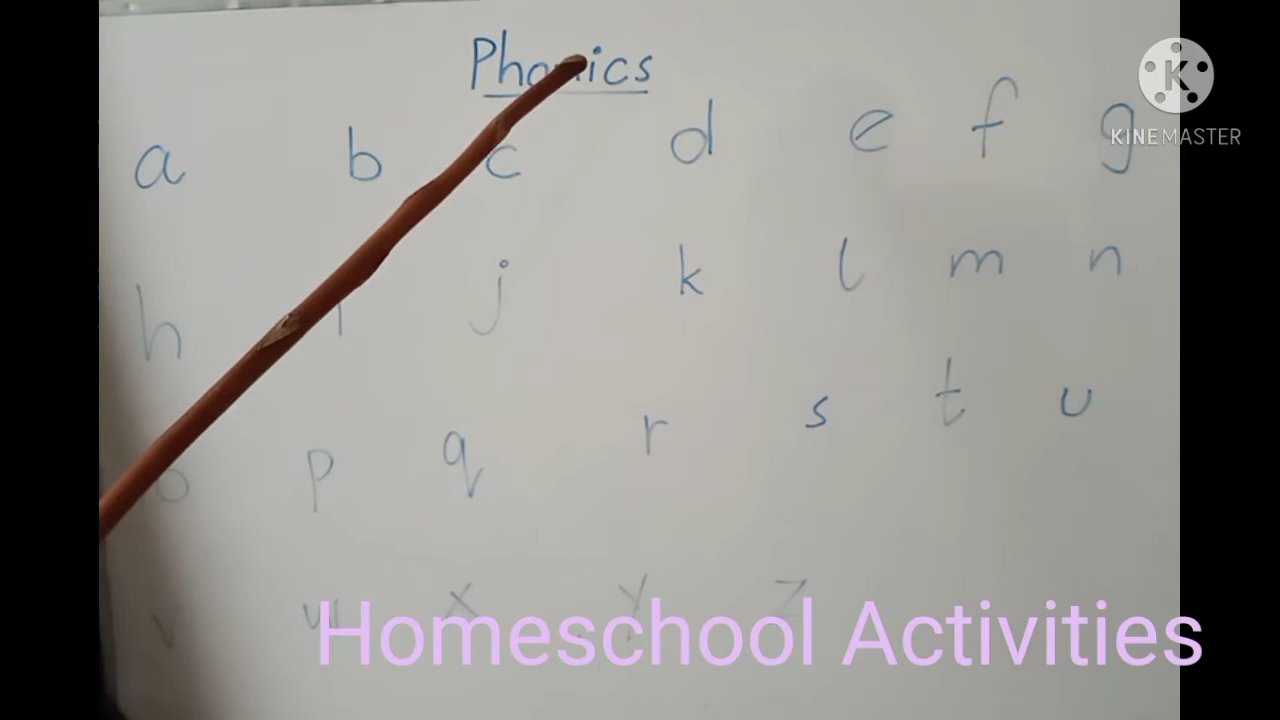 Phonics
a b c d e f g
h i j k l m n
o p q r s t u
v w x y z
Homeschool Activities
K
KINEMASTER